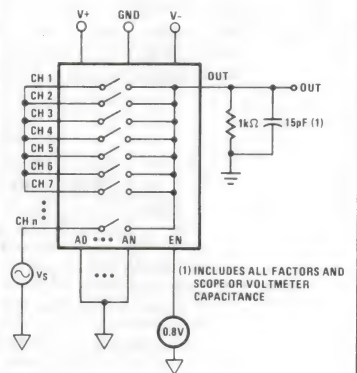 V+ GND V-
OUT
CH 1
CH 2
CH 3
CH 4
CH 5
CH 6
CH 7
CH n
OUT
1kΩ
15pF (1)
A0 ••• AN EN
VS
(1) INCLUDES ALL FACTORS AND
SCOPE OR VOLTMETER
CAPACITANCE
0.8V